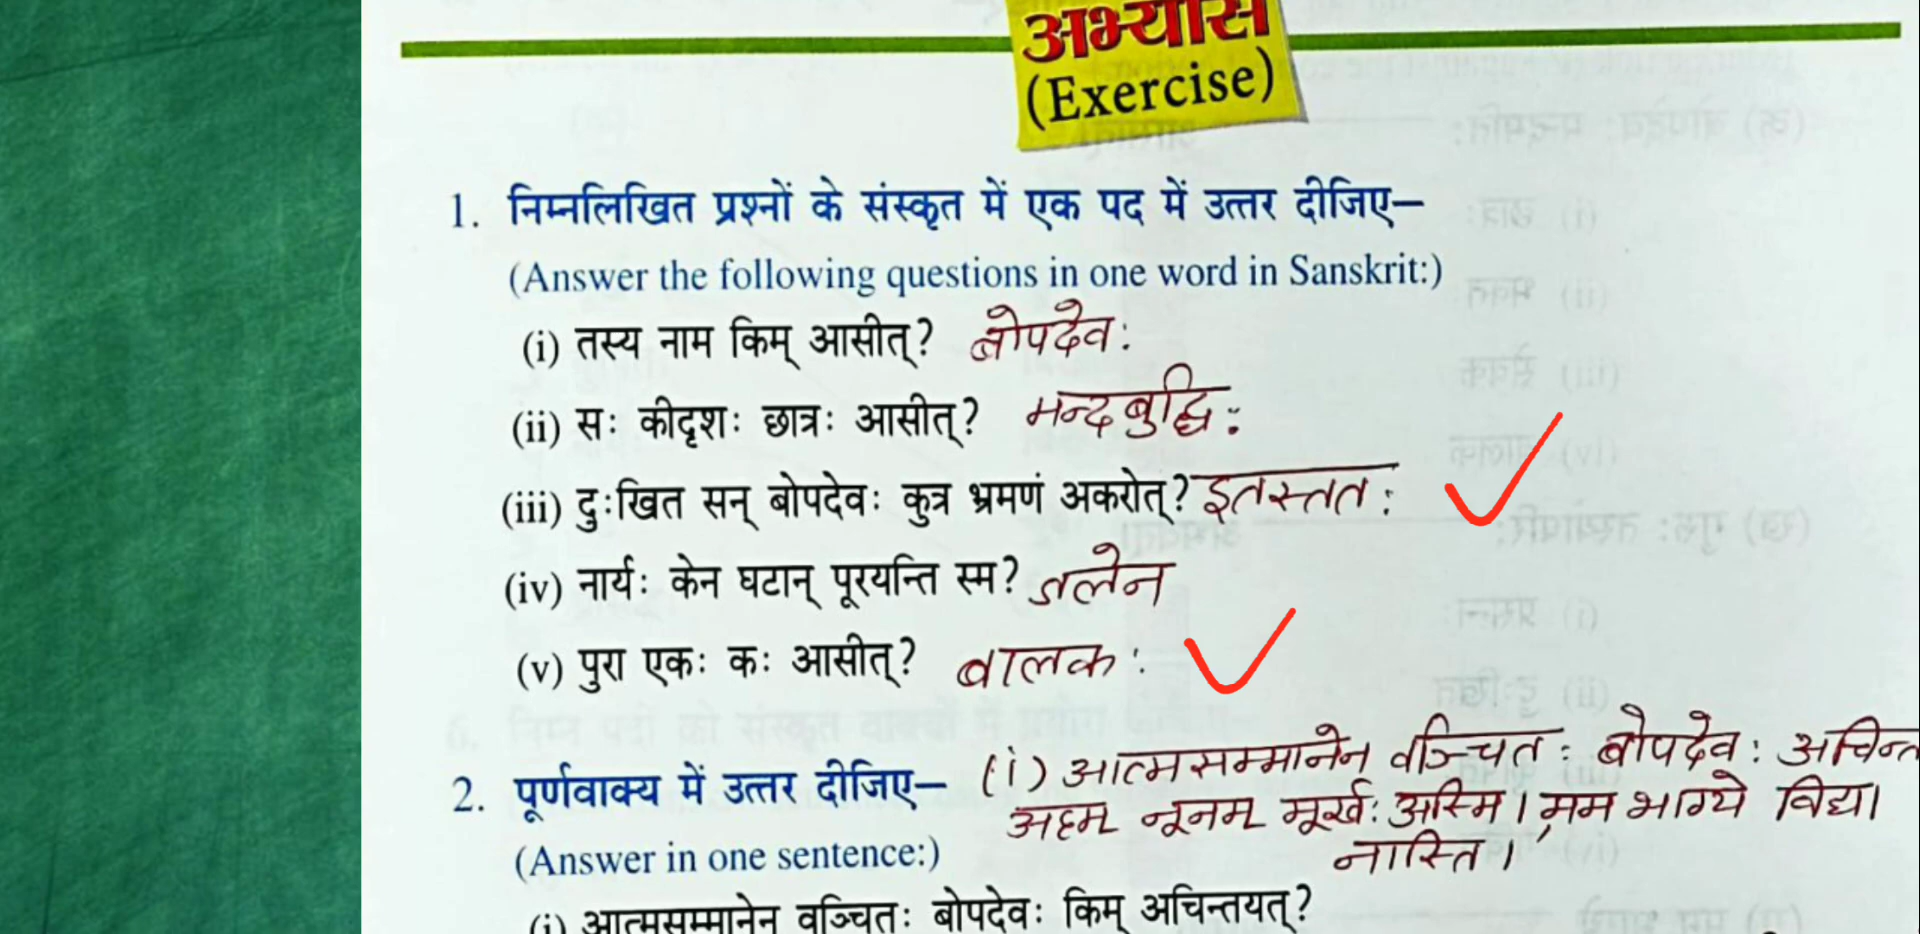 अभ्यास
(Exercise)
1. निम्नलिखित प्रश्नों के संस्कृत में एक पद में उत्तर दीजिए–
(Answer the following questions in one word in Sanskrit:)
(i) तस्य नाम किम् आसीत्? बोपदेवः
(ii) सः कीदृशः छात्रः आसीत्? मन्दबुद्धिः
(iii) दुःखित सन् बोपदेवः कुत्र भ्रमणं अकरोत्? इतस्ततः
(iv) नार्यः केन घटान् पूरयन्ति स्म? जलेन
(v) पुरा एकः कः आसीत्? बालकः
2. पूर्णवाक्य में उत्तर दीजिए– (i) आत्मसम्मानेन वञ्चितः बोपदेवः अचिन्त
अहम नूनम मूर्खः अस्मि। मम भाग्ये विद्या
(Answer in one sentence:) नास्ति।
(i) आत्मसम्मानेन वञ्चितः बोपदेवः किम् अचिन्तयत्?